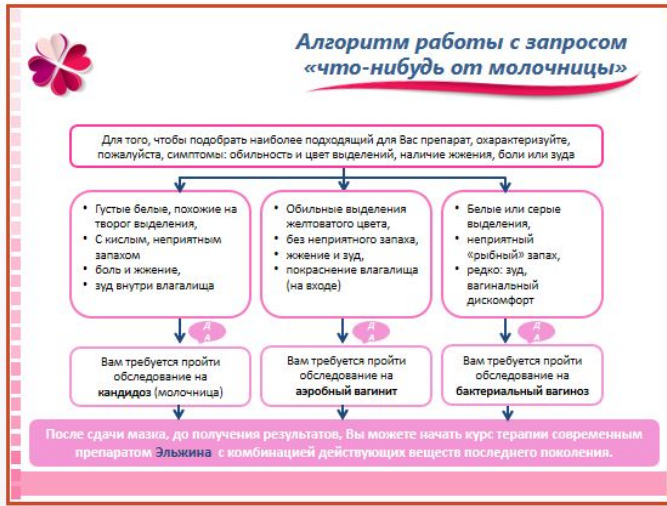 Алгоритм работы с запросом
«что-нибудь от молочницы»
Для того, чтобы подобрать наиболее подходящий для Вас препарат, охарактеризуйте,
пожалуйста, симптомы: обильность и цвет выделений, наличие жжения, боли или зуда
• Густые белые, похожие на
творог выделения,
• С кислым, неприятным
запахом
• боль и жжение,
• зуд внутри влагалища
• Обильные выделения
желтоватого цвета,
• без неприятного запаха,
• жжение и зуд,
• покраснение влагалища
(на входе)
• Белые или серые
выделения,
• неприятный
«рыбный» запах,
• редко: зуд,
вагинальный
дискомфорт
Д
А
Д
А
Д
А
Вам требуется пройти
обследование на
кандидоз (молочница)
Вам требуется пройти
обследование на
аэробный вагинит
Вам требуется пройти
обследование на
бактериальный вагиноз
После сдачи мазка, до получения результатов, Вы можете начать курс терапии современным
препаратом Эльжина с комбинацией действующих веществ последнего поколения.